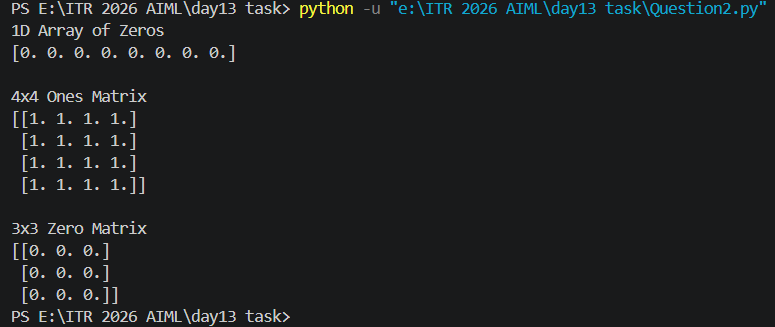 PS E:\ITR 2026 AIML\day13 task> python -u "e:\ITR 2026 AIML\day13 task\Question2.py"
1D Array of Zeros
[0. 0. 0. 0. 0. 0. 0. 0.]
4x4 Ones Matrix
[[1. 1. 1. 1.]
 [1. 1. 1. 1.]
 [1. 1. 1. 1.]
 [1. 1. 1. 1.]]
3x3 Zero Matrix
[[0. 0. 0.]
 [0. 0. 0.]
 [0. 0. 0.]]
PS E:\ITR 2026 AIML\day13 task>